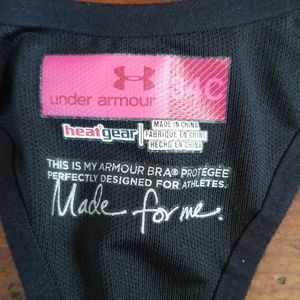 under armour
heatgear
MADE IN CHINA
FABRIQUÉ EN CHINE
HECHO EN CHINA
THIS IS MY ARMOUR BRA® PROTEGÉE
PERFECTLY DESIGNED FOR ATHLETES.
Made for me.